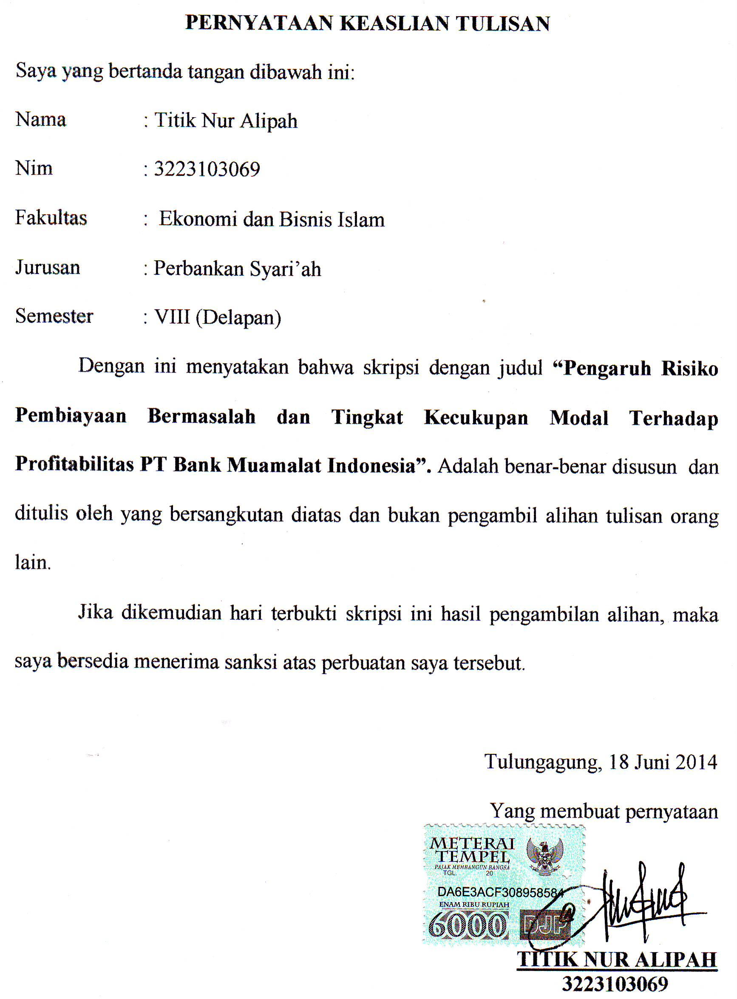 PERNYATAAN KEASLIAN TULISAN
Saya yang bertanda tangan dibawah ini:
Nama : Titik Nur Alipah
Nim : 3223103069
Fakultas : Ekonomi dan Bisnis Islam
Jurusan : Perbankan Syari’ah
Semester : VIII (Delapan)
Dengan ini menyatakan bahwa skripsi dengan judul “Pengaruh Risiko
Pembiayaan Bermasalah dan Tingkat Kecukupan Modal Terhadap
Profitabilitas PT Bank Muamalat Indonesia”. Adalah benar-benar disusun dan
ditulis oleh yang bersangkutan diatas dan bukan pengambil alihan tulisan orang
lain.
Jika dikemudian hari terbukti skripsi ini hasil pengambilan alihan, maka
saya bersedia menerima sanksi atas perbuatan saya tersebut.
Tulungagung, 18 Juni 2014
Yang membuat pernyataan
METERAI
TEMPEL
PAJAK MEMBANGUN BANGSA
TGL. 20
DA6E3ACF308958584
ENAM RIBU RUPIAH
6000 DJP
TITIK NUR ALIPAH
3223103069